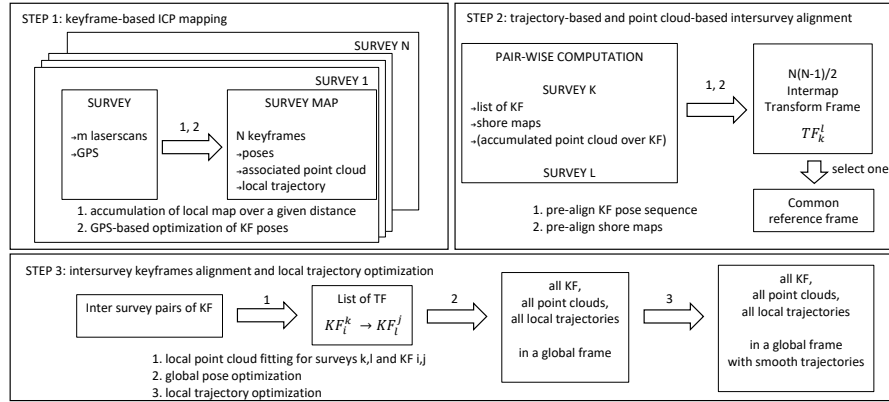 STEP 1: keyframe-based ICP mapping
SURVEY N
SURVEY 1
SURVEY
→m laserscans
→GPS
1, 2
SURVEY MAP
N keyframes
→poses
→associated point cloud
→local trajectory
1. accumulation of local map over a given distance
2. GPS-based optimization of KF poses
STEP 2: trajectory-based and point cloud-based intersurvey alignment
PAIR-WISE COMPUTATION
SURVEY K
→list of KF
→shore maps
→(accumulated point cloud over KF)
SURVEY L
1, 2
N(N-1)/2
Intermap
Transform Frame
$TF_k^l$
select one
Common
reference frame
1. pre-align KF pose sequence
2. pre-align shore maps
STEP 3: intersurvey keyframes alignment and local trajectory optimization
Inter survey pairs of KF
1
List of TF
$KF_i^k \rightarrow KF_l^j$
2
all KF,
all point clouds,
all local trajectories
in a global frame
3
all KF,
all point clouds,
all local trajectories
in a global frame
with smooth trajectories
1. local point cloud fitting for surveys k,l and KF i,j
2. global pose optimization
3. local trajectory optimization